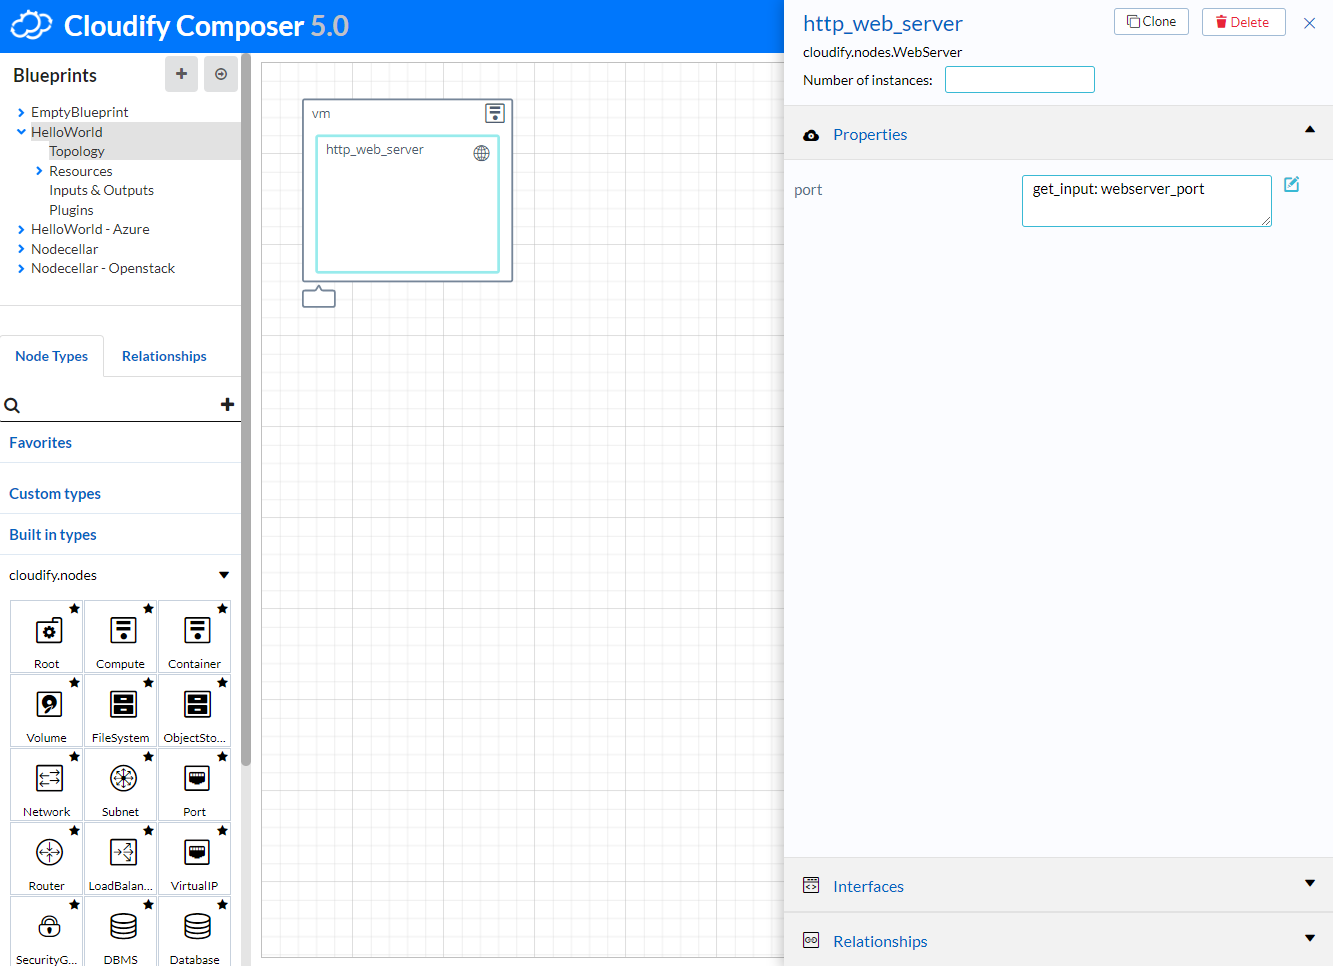 Cloudify Composer 5.0
Blueprints
EmptyBlueprint
HelloWorld
Topology
Resources
Inputs & Outputs
Plugins
HelloWorld - Azure
Nodecellar
Nodecellar - Openstack
Node Types
Relationships
Favorites
Custom types
Built in types
cloudify.nodes
Root
Compute
Container
Volume
FileSystem
ObjectSto...
Network
Subnet
Port
Router
LoadBalan...
VirtualIP
SecurityG...
DBMS
Database
vm
http_web_server
http_web_server
Clone
Delete
cloudify.nodes.WebServer
Number of instances:
Properties
port
get_input: webserver_port
Interfaces
Relationships